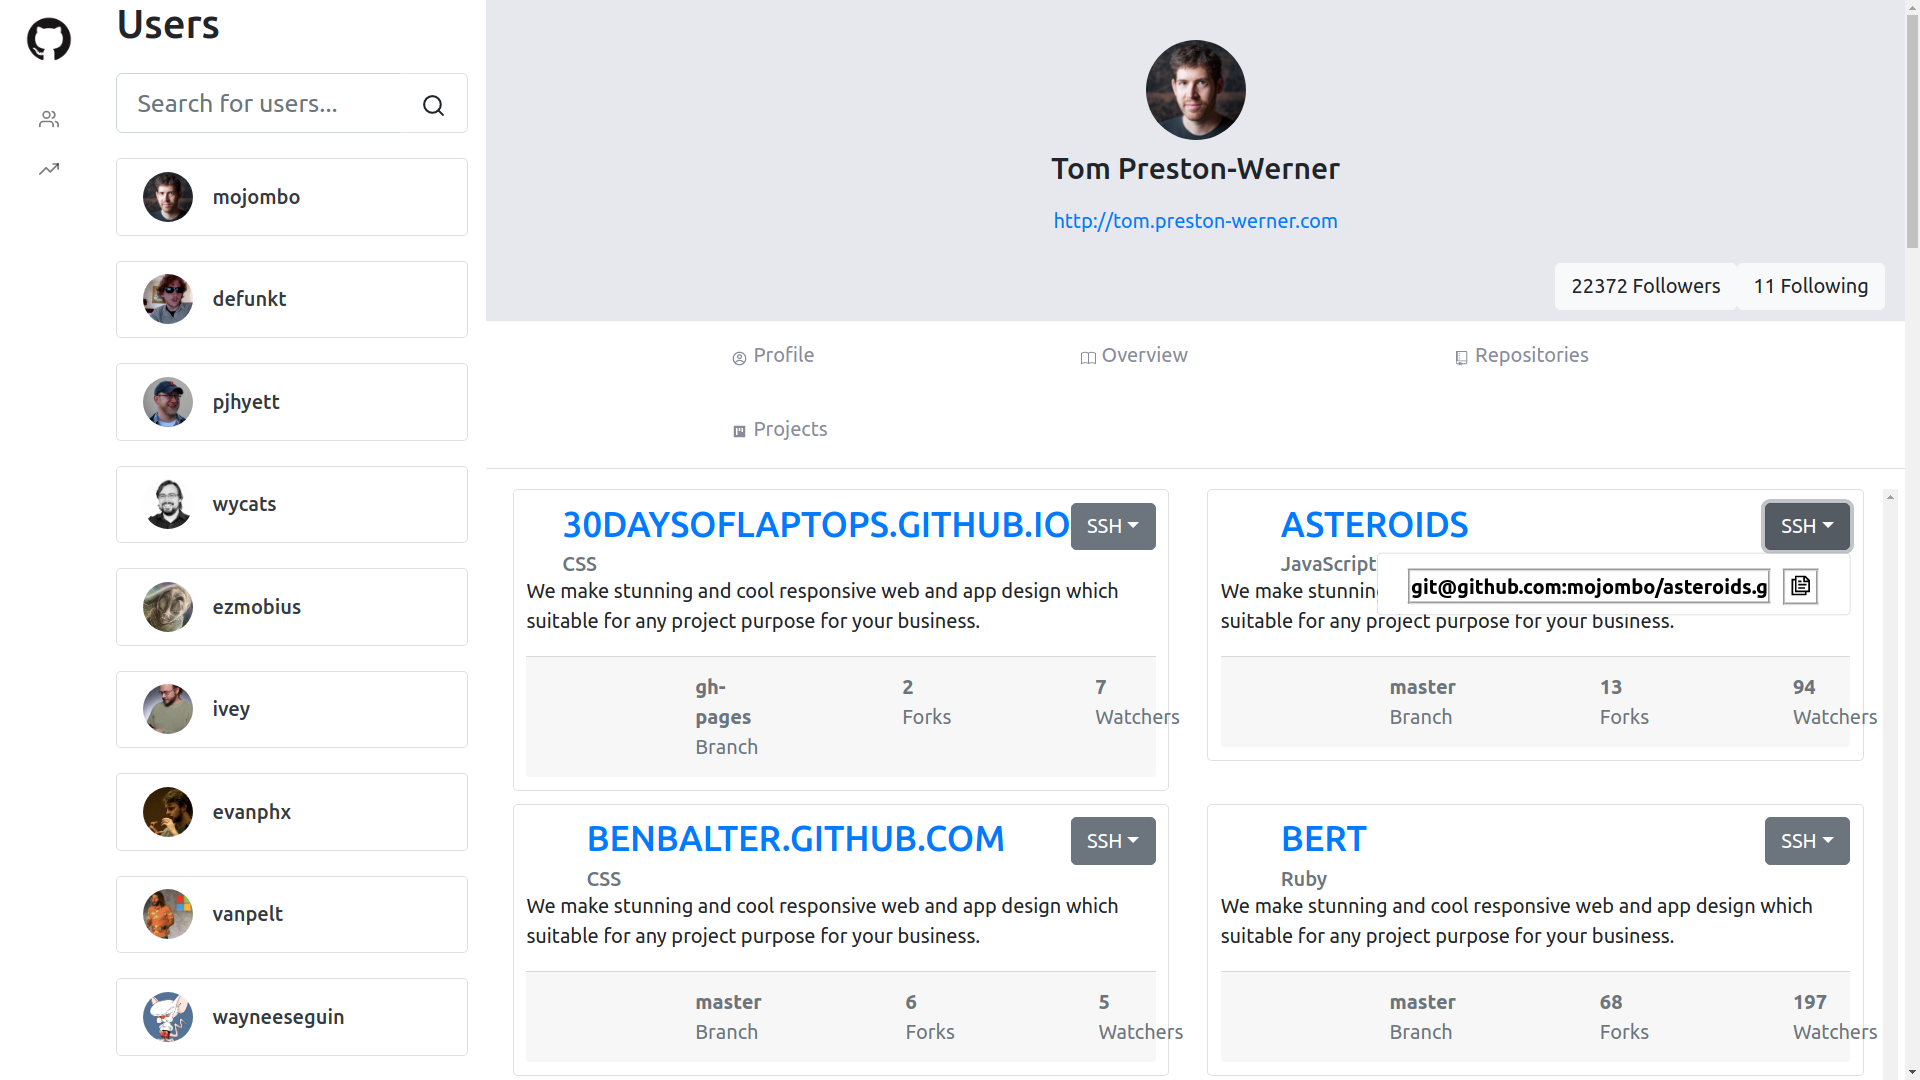 Users
Search for users...
mojombo
defunkt
pjhyett
wycats
ezmobius
ivey
evanphx
vanpelt
wayneeseguin
Tom Preston-Werner
http://tom.preston-werner.com
22372 Followers 11 Following
Profile Overview Repositories
Projects
30DAYSOFLAPTOPS.GITHUB.IO SSH
CSS
We make stunning and cool responsive web and app design which
suitable for any project purpose for your business.
gh-
pages
Branch
2
Forks
7
Watchers
ASTEROIDS SSH
JavaScript
git@github.com:mojombo/asteroids.g
We make stunning
suitable for any project purpose for your business.
master
Branch
13
Forks
94
Watchers
BENBALTER.GITHUB.COM SSH
CSS
We make stunning and cool responsive web and app design which
suitable for any project purpose for your business.
master
Branch
6
Forks
5
Watchers
BERT SSH
Ruby
We make stunning and cool responsive web and app design which
suitable for any project purpose for your business.
master
Branch
68
Forks
197
Watchers